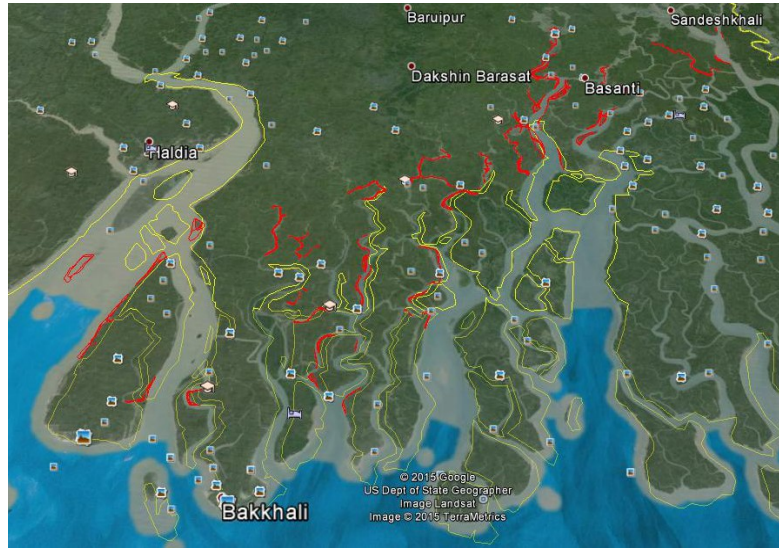 Baruipur
Sandeshkhali
Dakshin Barasat
Basanti
Haldia
© 2015 Google
US Dept of State Geographer
Image Landsat
Image © 2015 TerraMetrics
Bakkhali